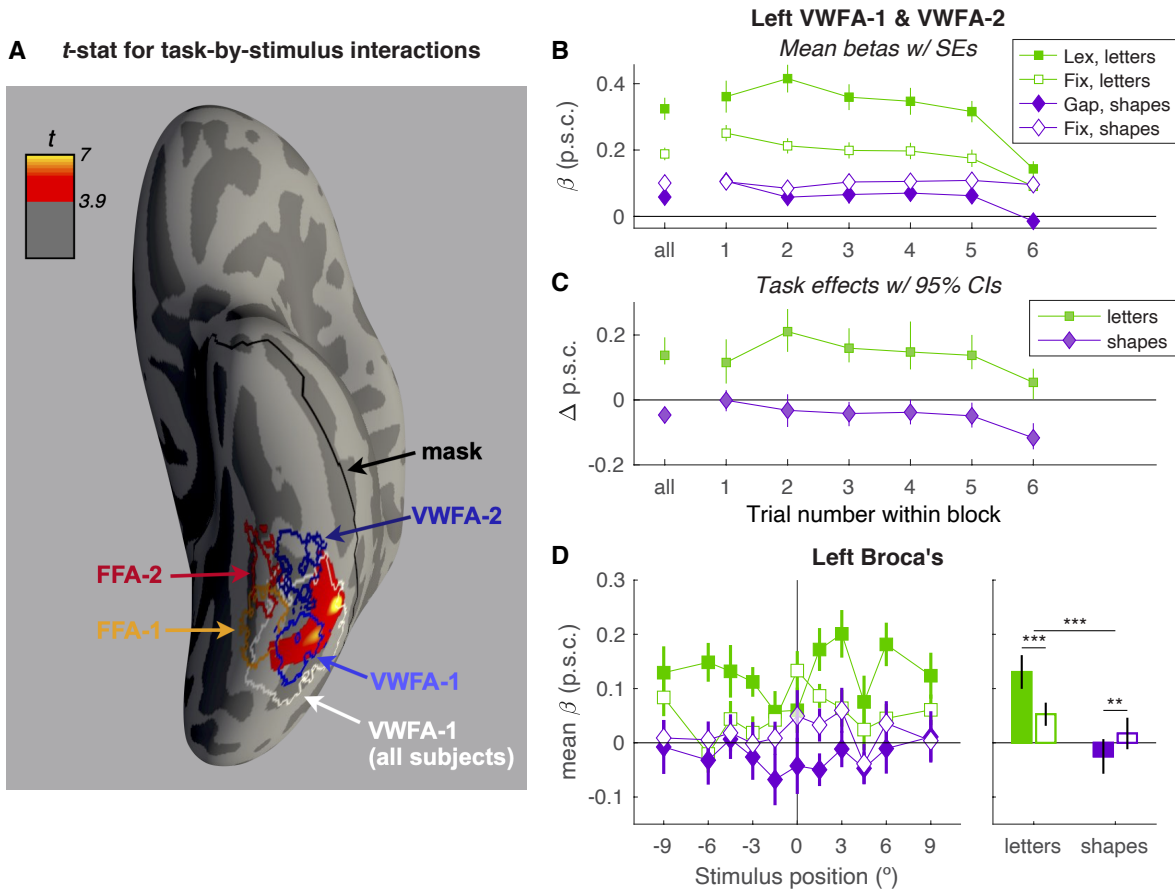 A
t-stat for task-by-stimulus interactions
t
7
3.9
mask
VWFA-2
FFA-2
FFA-1
VWFA-1
VWFA-1
(all subjects)
Left VWFA-1 & VWFA-2
B
Mean betas w/ SEs
Lex, letters
Fix, letters
Gap, shapes
Fix, shapes
β (p.s.c.)
0.4
0.2
0
all 1 2 3 4 5 6
C
Task effects w/ 95% CIs
letters
shapes
Δ p.s.c.
0.2
0
-0.2
all 1 2 3 4 5 6
Trial number within block
D
Left Broca's
mean β (p.s.c.)
0.3
0.2
0.1
0
-0.1
-9 -6 -3 0 3 6 9
Stimulus position (º)
***
***
**
letters shapes